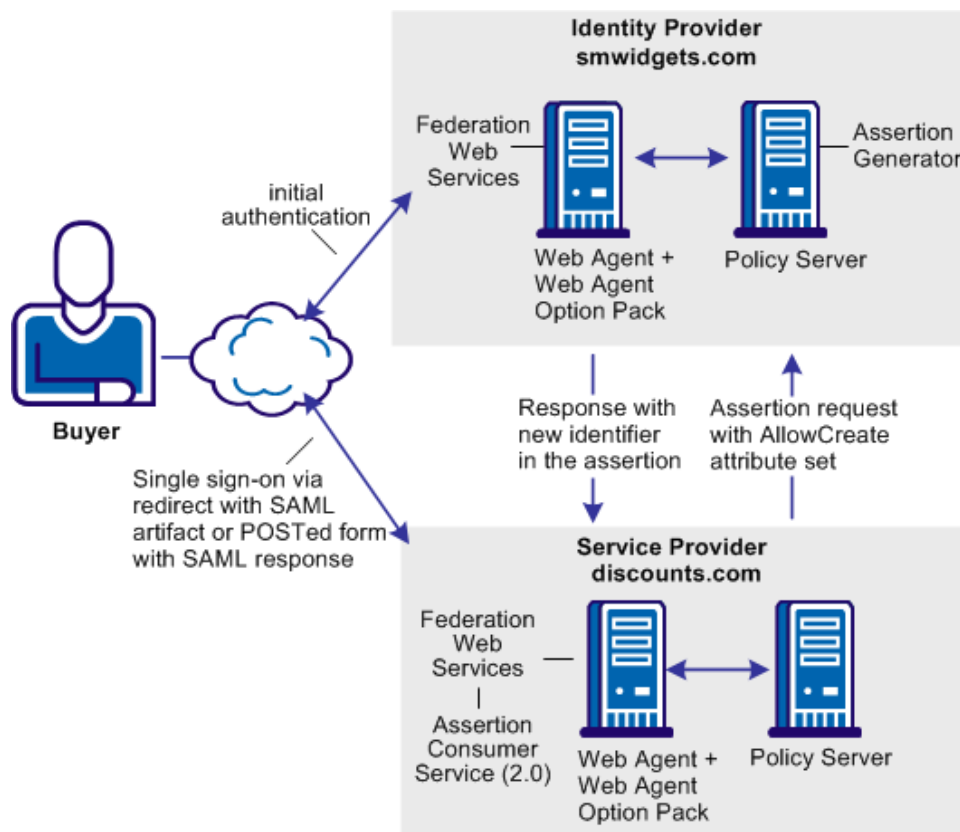 Identity Provider
smwidgets.com
Federation
Web
Services
Assertion
Generator
initial
authentication
Web Agent +
Web Agent
Option Pack
Policy Server
Buyer
Response with
new identifier
in the assertion
Assertion request
with AllowCreate
attribute set
Single sign-on via
redirect with SAML
artifact or POSTed form
with SAML response
Service Provider
discounts.com
Federation
Web
Services
Assertion
Consumer
Service (2.0)
Web Agent +
Web Agent
Option Pack
Policy Server